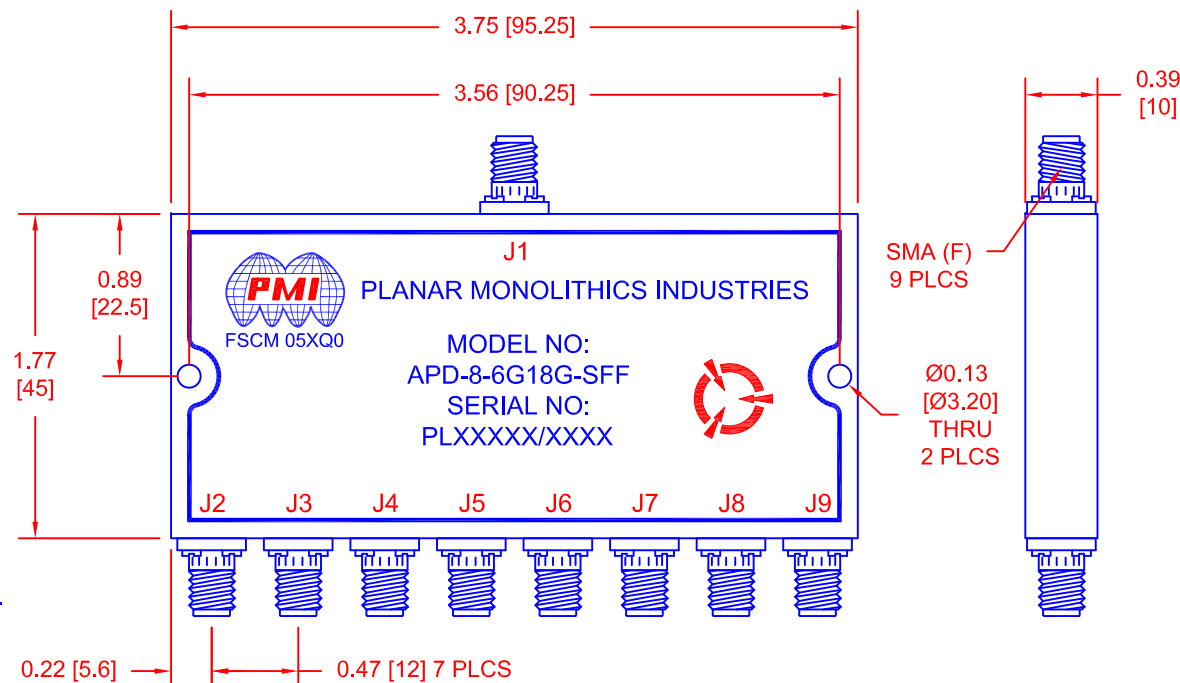 3.75 [95.25]
3.56 [90.25]
0.39
[10]
J1
SMA (F)
9 PLCS
0.89
[22.5]
PMI
PLANAR MONOLITHICS INDUSTRIES
FSCM 05XQ0
MODEL NO:
APD-8-6G18G-SFF
SERIAL NO:
PLXXXXX/XXXX
1.77
[45]
Ø0.13
[Ø3.20]
THRU
2 PLCS
J2 J3 J4 J5 J6 J7 J8 J9
0.22 [5.6]
0.47 [12] 7 PLCS